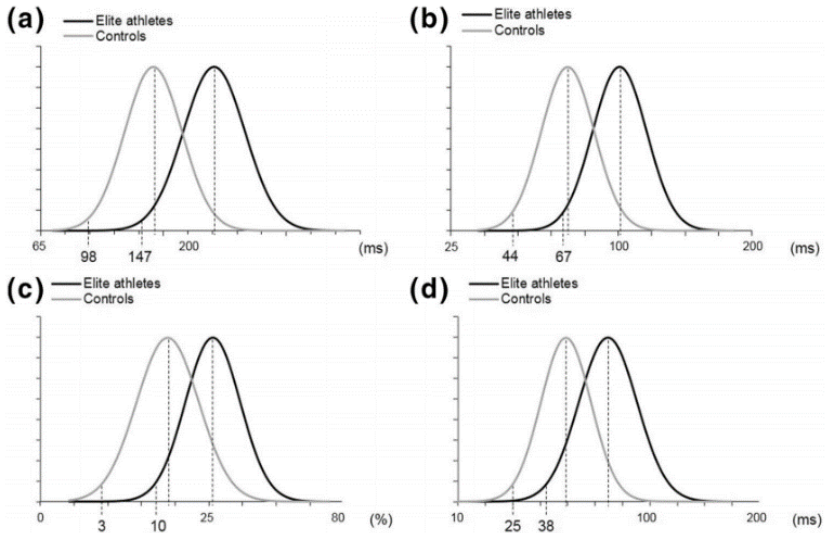 (a)
Elite athletes
Controls
65 98 147 200 (ms)
(b)
Elite athletes
Controls
25 44 67 100 200 (ms)
(c)
Elite athletes
Controls
0 3 10 25 80 (%)
(d)
Elite athletes
Controls
10 25 38 100 200 (ms)